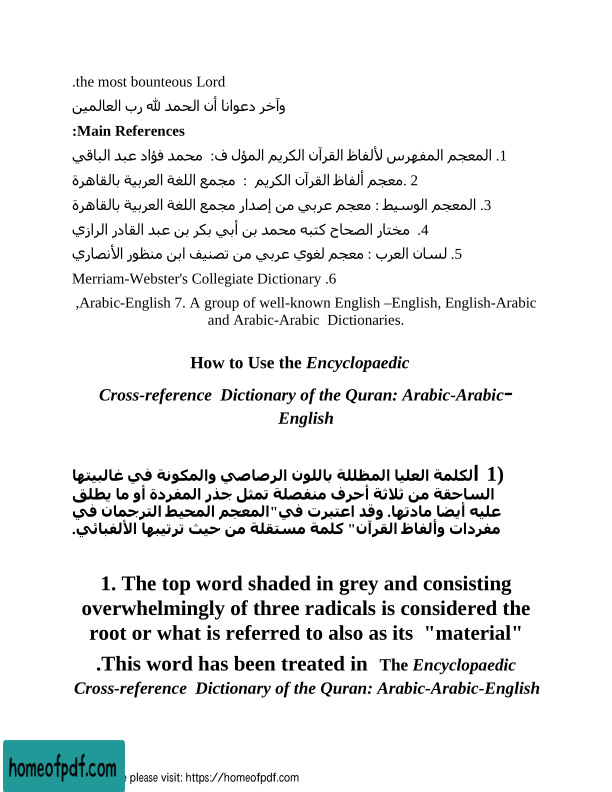 .the most bounteous Lord
وآخر دعوانا أن الحمد لله رب العالمين
:Main References
1. المعجم المفهرس لألفاظ القرآن الكريم المؤل ف: محمد فؤاد عبد الباقي
2 .معجم ألفاظ القرآن الكريم : مجمع اللغة العربية بالقاهرة
3. المعجم الوسيط : معجم عربي من إصدار مجمع اللغة العربية بالقاهرة
4. مختار الصحاح كتبه محمد بن أبي بكر بن عبد القادر الرازي
5. لسان العرب : معجم لغوي عربي من تصنيف ابن منظور الأنصاري
Merriam-Webster's Collegiate Dictionary .6
,Arabic-English 7. A group of well-known English –English, English-Arabic
and Arabic-Arabic Dictionaries.
How to Use the Encyclopaedic
Cross-reference Dictionary of the Quran: Arabic-Arabic-
English
1) الكلمة العليا المظللة باللون الرصاصي والمكونة في غالبيتها
الساحقة من ثلاثة أحرف منفصلة تمثل جذر المفردة أو ما يطلق
عليه أيضا مادتها. وقد اعتبرت في"المعجم المحيط الترجمان في
مفردات وألفاظ القرآن" كلمة مستقلة من حيث ترتيبها الألفبائي.
1. The top word shaded in grey and consisting
overwhelmingly of three radicals is considered the
root or what is referred to also as its "material"
.This word has been treated in The Encyclopaedic
Cross-reference Dictionary of the Quran: Arabic-Arabic-English
homeofpdf.com
please visit: https://homeofpdf.com